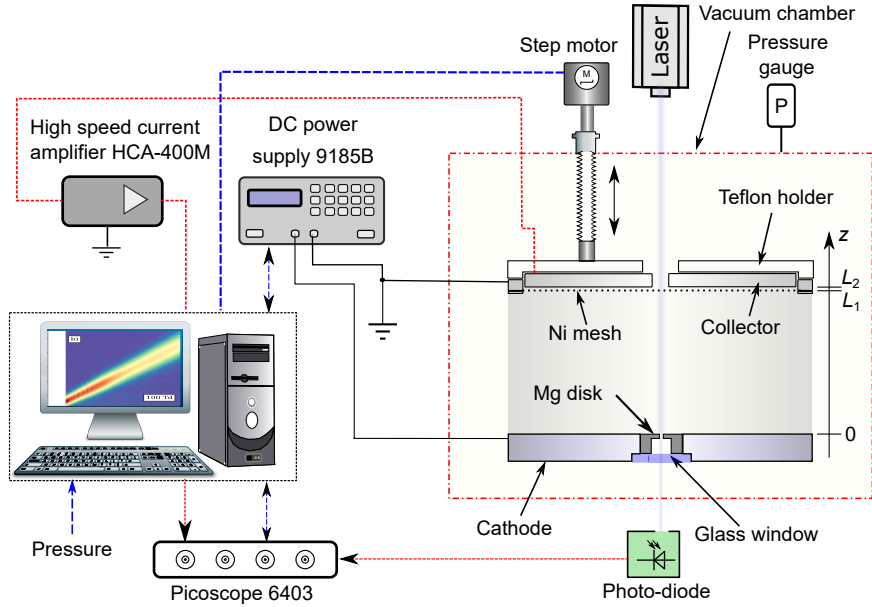 Vacuum chamber
Step motor
Laser
Pressure
gauge
M
P
High speed current
amplifier HCA-400M
DC power
supply 9185B
Teflon holder
z
L2
L1
Ni mesh
Collector
b)
100 Td
Mg disk
0
Cathode
Glass window
Pressure
Picoscope 6403
Photo-diode